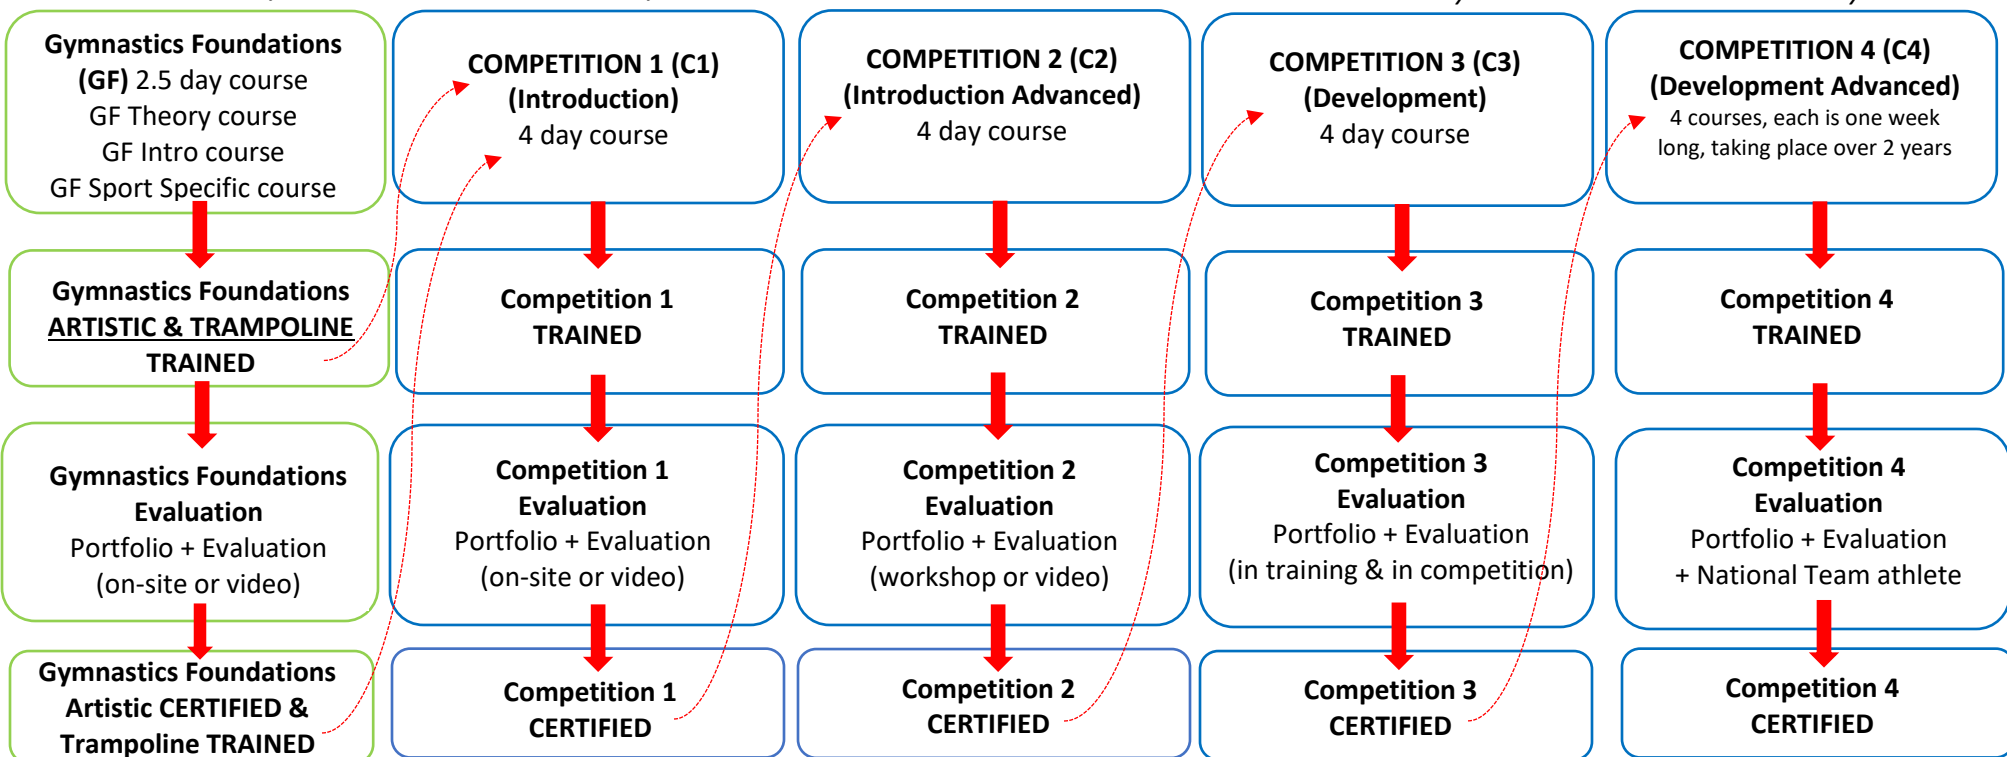 Gymnastics Foundations
(GF) 2.5 day course
GF Theory course
GF Intro course
GF Sport Specific course
Gymnastics Foundations
ARTISTIC & TRAMPOLINE
TRAINED
Gymnastics Foundations
Evaluation
Portfolio + Evaluation
(on-site or video)
Gymnastics Foundations
Artistic CERTIFIED &
Trampoline TRAINED
COMPETITION 1 (C1)
(Introduction)
4 day course
Competition 1
TRAINED
Competition 1
Evaluation
Portfolio + Evaluation
(on-site or video)
Competition 1
CERTIFIED
COMPETITION 2 (C2)
(Introduction Advanced)
4 day course
Competition 2
TRAINED
Competition 2
Evaluation
Portfolio + Evaluation
(workshop or video)
Competition 2
CERTIFIED
COMPETITION 3 (C3)
(Development)
4 day course
Competition 3
TRAINED
Competition 3
Evaluation
Portfolio + Evaluation
(in training & in competition)
Competition 3
CERTIFIED
COMPETITION 4 (C4)
(Development Advanced)
4 courses, each is one week
long, taking place over 2 years
Competition 4
TRAINED
Competition 4
Evaluation
Portfolio + Evaluation
+ National Team athlete
Competition 4
CERTIFIED